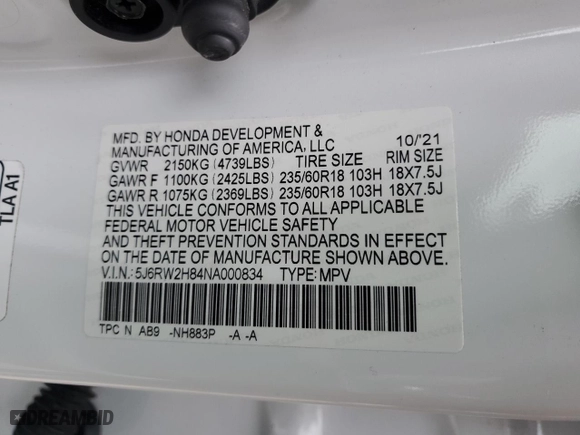 MFD. BY HONDA DEVELOPMENT &
MANUFACTURING OF AMERICA, LLC 10/'21
GVWR 2150KG (4739LBS) TIRE SIZE RIM SIZE
GAWR F 1100KG (2425LBS) 235/60R18 103H 18X7.5J
GAWR R 1075KG (2369LBS) 235/60R18 103H 18X7.5J
THIS VEHICLE CONFORMS TO ALL APPLICABLE
FEDERAL MOTOR VEHICLE SAFETY
AND THEFT PREVENTION STANDARDS IN EFFECT
ON THE DATE OF MANUFACTURE SHOWN ABOVE.
V.I.N.: 5J6RW2H84NA000834 TYPE: MPV
TPC N AB9 -NH883P -A -A
TLA A1
DREAMBID